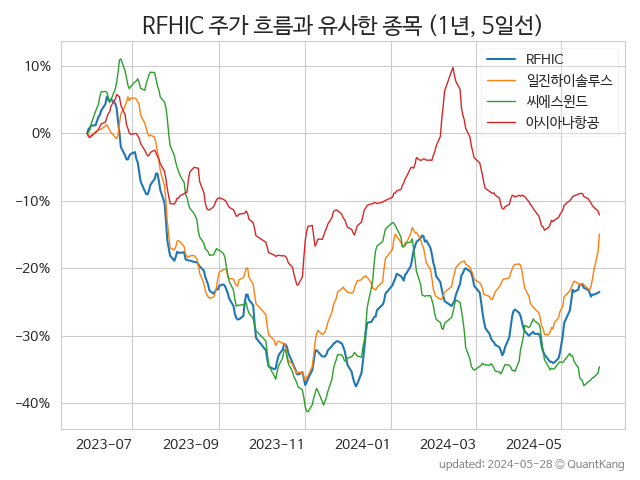 RFHIC 주가 흐름과 유사한 종목 (1년, 5일선)
RFHIC
일진하이솔루스
씨에스윈드
아시아나항공
10%
0%
−10%
−20%
−30%
−40%
2023-07
2023-09
2023-11
2024-01
2024-03
2024-05
updated: 2024-05-28 © QuantKang